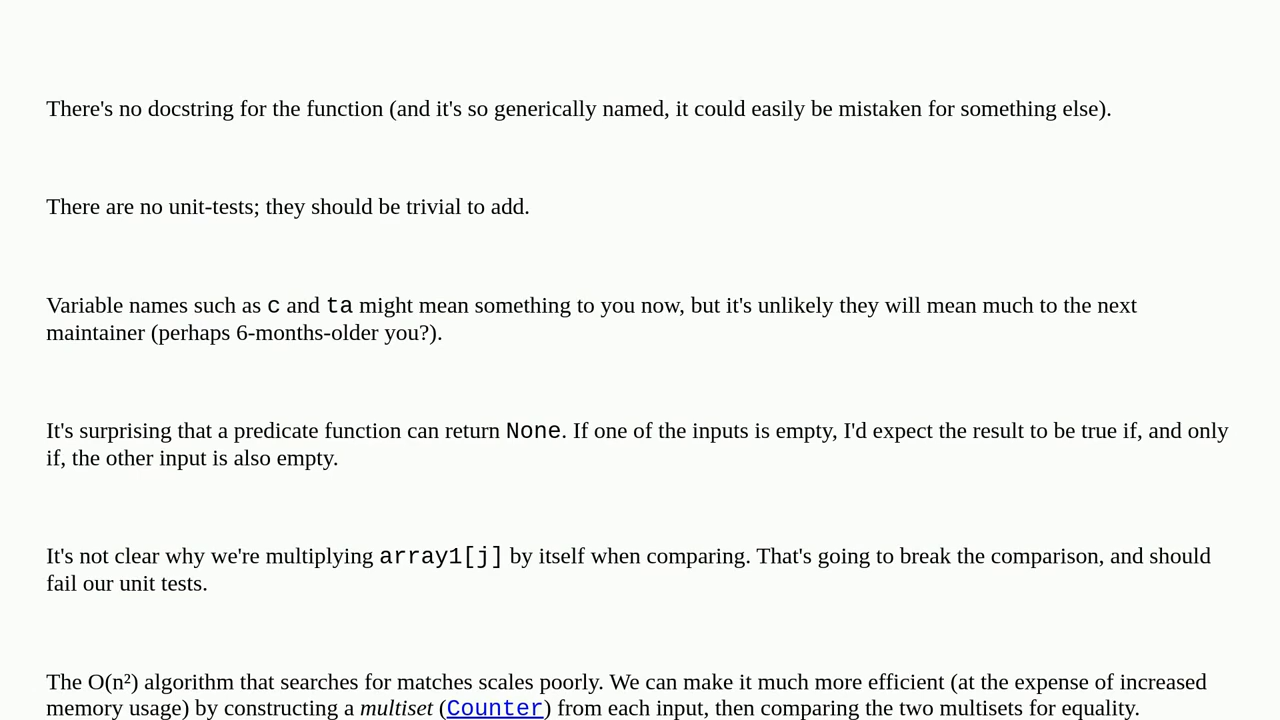 There's no docstring for the function (and it's so generically named, it could easily be mistaken for something else).
There are no unit-tests; they should be trivial to add.
Variable names such as c and ta might mean something to you now, but it's unlikely they will mean much to the next
maintainer (perhaps 6-months-older you?).
It's surprising that a predicate function can return None. If one of the inputs is empty, I'd expect the result to be true if, and only
if, the other input is also empty.
It's not clear why we're multiplying array1[j] by itself when comparing. That's going to break the comparison, and should
fail our unit tests.
The O(n²) algorithm that searches for matches scales poorly. We can make it much more efficient (at the expense of increased
memory usage) by constructing a multiset (Counter) from each input, then comparing the two multisets for equality.